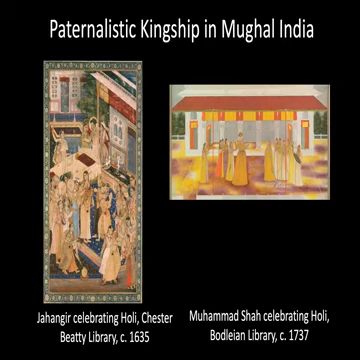 Paternalistic Kingship in Mughal India
Jahangir celebrating Holi, Chester
Beatty Library, c. 1635
Muhammad Shah celebrating Holi,
Bodleian Library, c. 1737